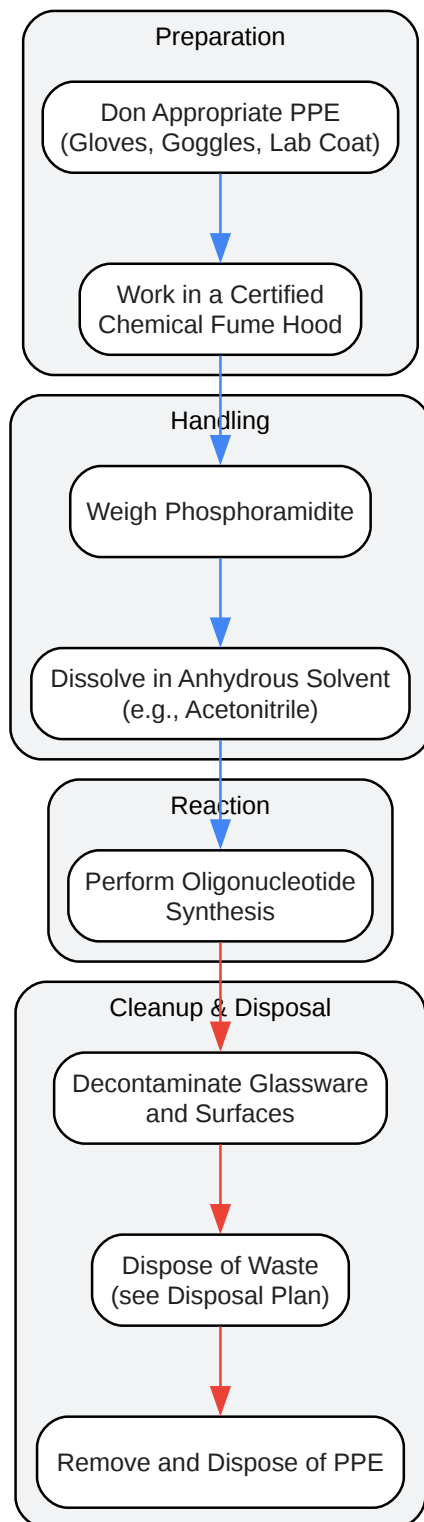 Preparation
Don Appropriate PPE
(Gloves, Goggles, Lab Coat)
Work in a Certified
Chemical Fume Hood
Handling
Weigh Phosphoramidite
Dissolve in Anhydrous Solvent
(e.g., Acetonitrile)
Reaction
Perform Oligonucleotide
Synthesis
Cleanup & Disposal
Decontaminate Glassware
and Surfaces
Dispose of Waste
(see Disposal Plan)
Remove and Dispose of PPE